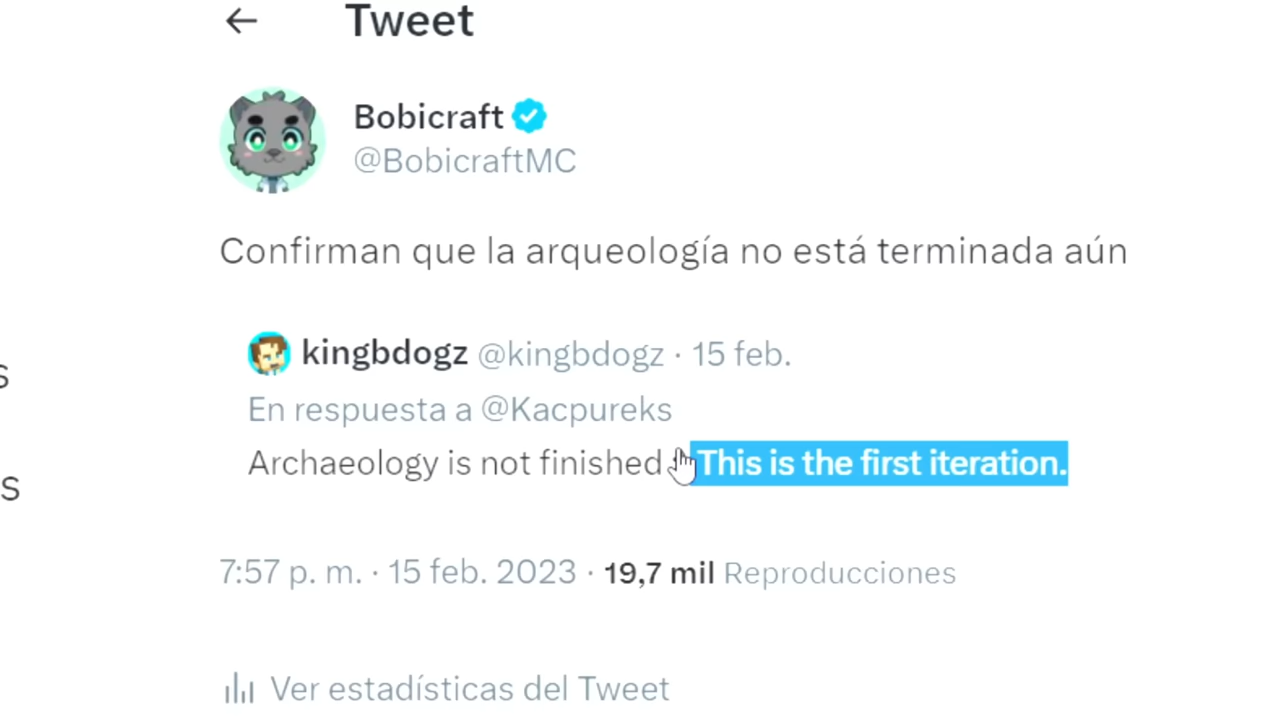 Tweet
Bobicraft
@BobicraftMC
Confirman que la arqueología no está terminada aún
kingbdogz @kingbdogz · 15 feb.
En respuesta a @Kacpureks
Archaeology is not finished This is the first iteration.
7:57 p. m. · 15 feb. 2023 · 19,7 mil Reproducciones
Ver estadísticas del Tweet